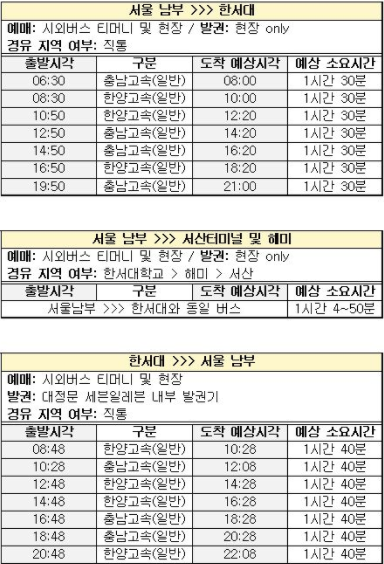 서울 남부 >>> 한서대
예매: 시외버스 티머니 및 현장 / 발권: 현장 only
경유 지역 여부: 직통
출발시각 구분 도착 예상시각 예상 소요시간
06:30 충남고속(일반) 08:00 1시간 30분
08:30 한양고속(일반) 10:00 1시간 30분
10:50 충남고속(일반) 12:20 1시간 30분
12:50 충남고속(일반) 14:20 1시간 30분
14:50 충남고속(일반) 16:20 1시간 30분
16:50 한양고속(일반) 18:20 1시간 30분
19:50 충남고속(일반) 21:00 1시간 30분
서울 남부 >>> 서산터미널 및 해미
예매: 시외버스 티머니 및 현장 / 발권: 현장 only
경유 지역 여부: 한서대학교 > 해미 > 서산
출발시각 구분 도착 예상시각 예상 소요시간
서울남부 >>> 한서대와 동일 버스 1시간 4~50분
한서대 >>> 서울 남부
예매: 시외버스 티머니 및 현장
발권: 대정문 세븐일레븐 내부 발권기
경유 지역 여부: 직통
출발시각 구분 도착 예상시각 예상 소요시간
08:48 한양고속(일반) 10:28 1시간 40분
10:28 충남고속(일반) 12:08 1시간 40분
12:48 한양고속(일반) 14:28 1시간 40분
14:48 한양고속(일반) 16:28 1시간 40분
16:48 충남고속(일반) 18:28 1시간 40분
18:48 충남고속(일반) 20:28 1시간 40분
20:48 한양고속(일반) 22:08 1시간 40분